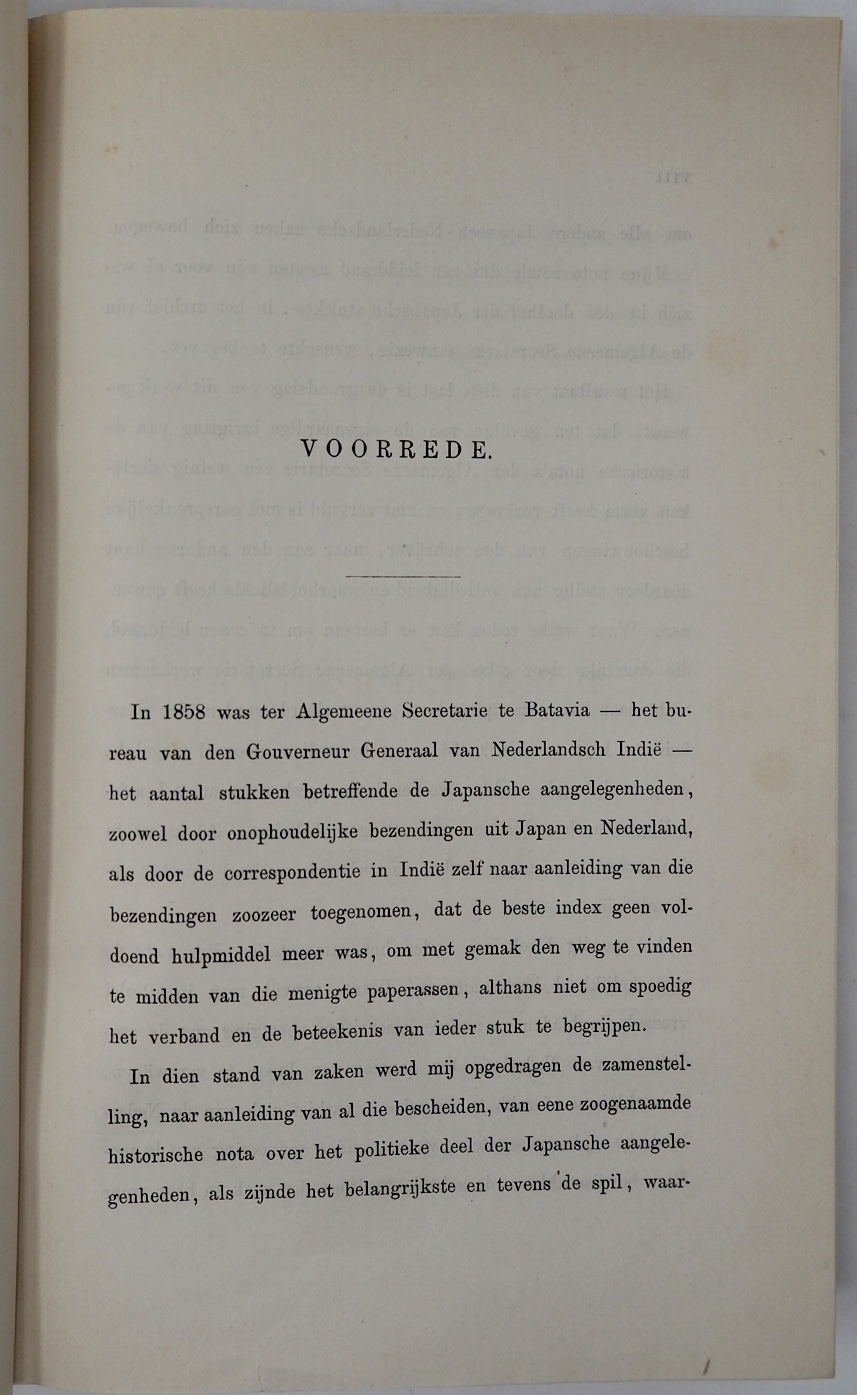 VOORREDE.
In 1858 was ter Algemeene Secretarie te Batavia — het bu-
reau van den Gouverneur Generaal van Nederlandsch Indië —
het aantal stukken betreffende de Japansche aangelegenheden,
zoowel door onophoudelijke bezendingen uit Japan en Nederland,
als door de correspondentie in Indië zelf naar aanleiding van die
bezendingen zoozeer toegenomen, dat de beste index geen vol-
doend hulpmiddel meer was, om met gemak den weg te vinden
te midden van die menigte paperassen, althans niet om spoedig
het verband en de beteekenis van ieder stuk te begrijpen.
In dien stand van zaken werd mij opgedragen de zamenstel-
ling, naar aanleiding van al die bescheiden, van eene zoogenaamde
historische nota over het politieke deel der Japansche aangele-
genheden, als zijnde het belangrijkste en tevens de spil, waar-